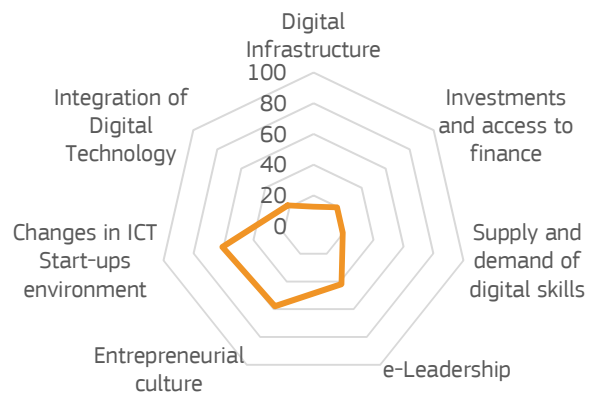 Digital
Infrastructure
100
80
60
40
20
0
Investments
and access to
finance
Supply and
demand of
digital skills
e-Leadership
Entrepreneurial
culture
Changes in ICT
Start-ups
environment
Integration of
Digital
Technology